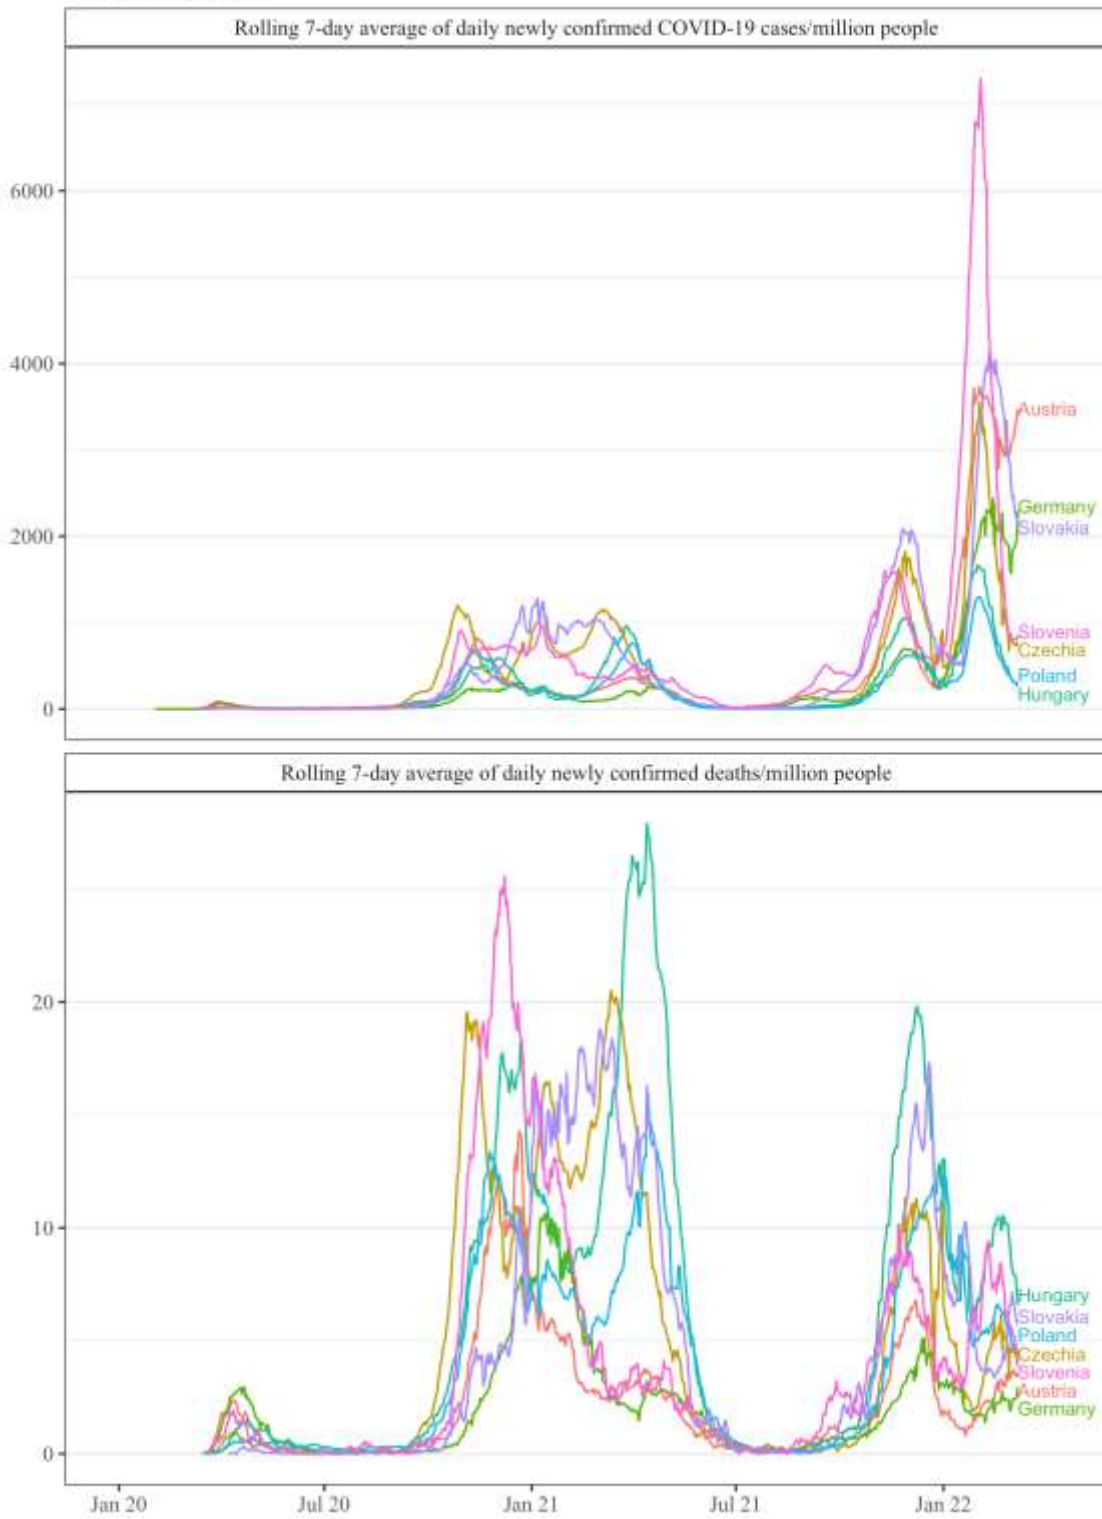 Rolling 7-day average of daily newly confirmed COVID-19 cases/million people
6000
4000
Austria
Germany
Slovakia
2000
Slovenia
Czechia
Poland
Hungary
0
Rolling 7-day average of daily newly confirmed deaths/million people
20
10
Hungary
Slovakia
Poland
Czechia
Slovenia
Austria
Germany
0
Jan 20 Jul 20 Jan 21 Jul 21 Jan 22